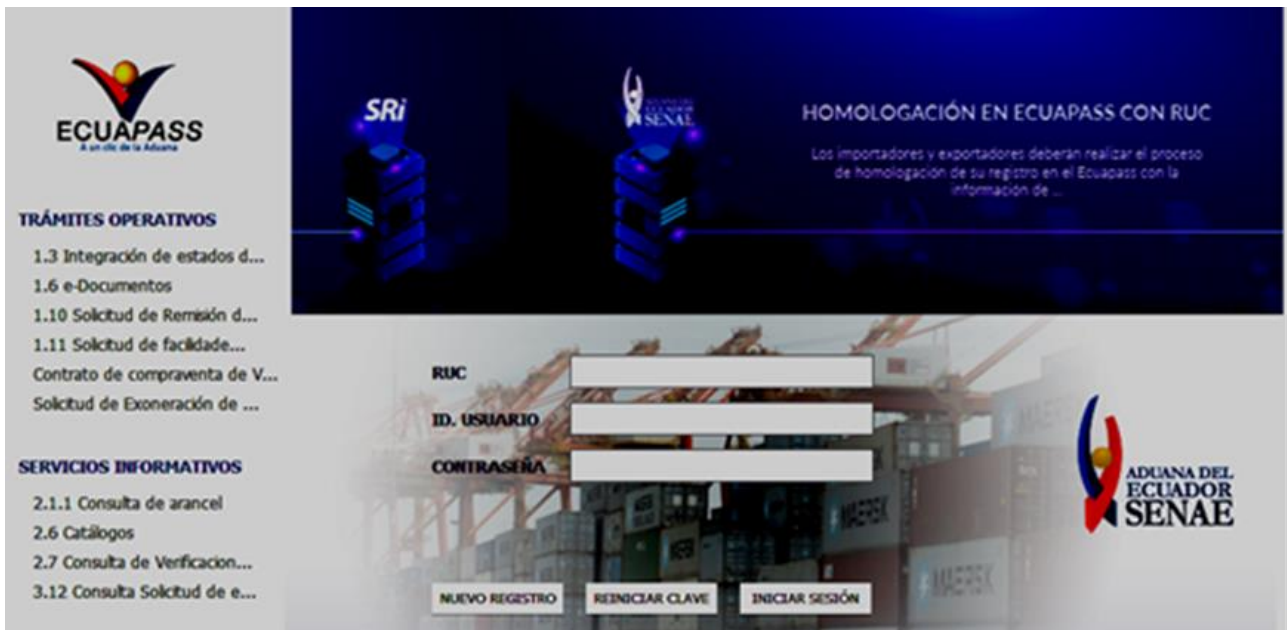 ECUAPASS
A un clic de la Aduana
TRÁMITES OPERATIVOS
1.3 Integración de estados d...
1.6 e-Documentos
1.10 Solicitud de Remisión d...
1.11 Solicitud de facilidade...
Contrato de compraventa de V...
Solicitud de Exoneración de ...
SERVICIOS INFORMATIVOS
2.1.1 Consulta de arancel
2.6 Catálogos
2.7 Consulta de Verificacion...
3.12 Consulta Solicitud de e...
SRi
ADUANA DEL
ECUADOR
SENAE
HOMOLOGACIÓN EN ECUAPASS CON RUC
Los importadores y exportadores deberán realizar el proceso
de homologación de su registro en el Ecuapass con la
información de ...
RUC
ID. USUARIO
CONTRASEÑA
NUEVO REGISTRO
REINICIAR CLAVE
INICIAR SESIÓN
MAERSK
MAERSK
ADUANA DEL
ECUADOR
SENAE